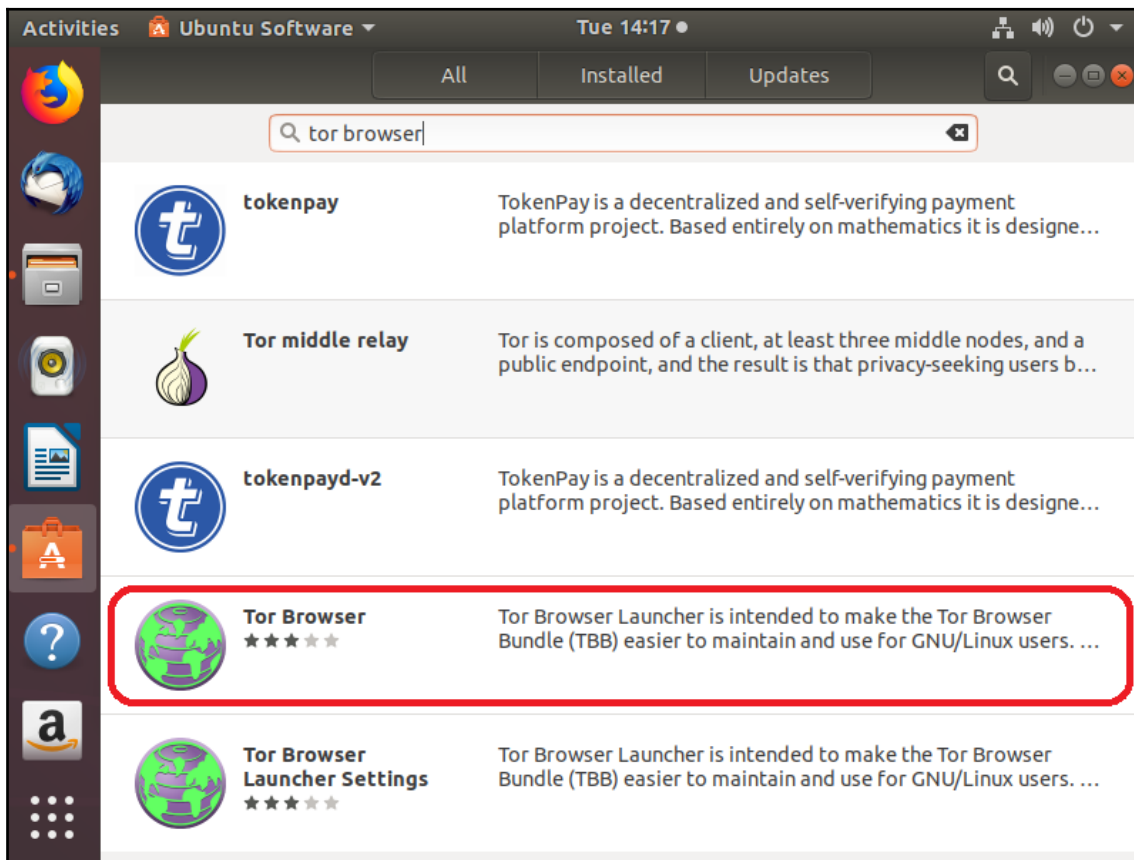 Activities Ubuntu Software Tue 14:17
All Installed Updates
tor browser
tokenpay
TokenPay is a decentralized and self-verifying payment
platform project. Based entirely on mathematics it is designe…
Tor middle relay
Tor is composed of a client, at least three middle nodes, and a
public endpoint, and the result is that privacy-seeking users b…
tokenpayd-v2
TokenPay is a decentralized and self-verifying payment
platform project. Based entirely on mathematics it is designe…
Tor Browser
Tor Browser Launcher is intended to make the Tor Browser
Bundle (TBB) easier to maintain and use for GNU/Linux users. …
Tor Browser
Launcher Settings
Tor Browser Launcher is intended to make the Tor Browser
Bundle (TBB) easier to maintain and use for GNU/Linux users. …